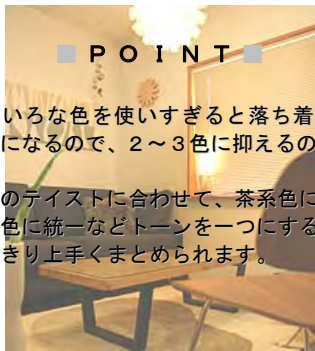 ■POINT■
いろな色を使いすぎると落ち着
になるので、2～3色に抑えるの
のテイストに合わせて、茶系色に
色に統一などトーンを一つにする
きり上手くまとめられます。